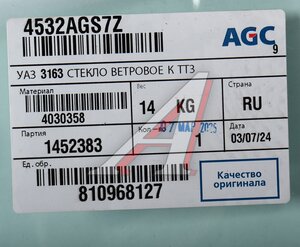 4532AGS7Z
AGC
9
УАЗ 3163 СТЕКЛО ВЕТРОВОЕ К ТТЗ
Материал
4030358
Вес
14 KG
Страна
RU
Партия
1452383
Кол-во
1
Дата
03/07/24
Ед. обр.
810968127
Качество
оригинала